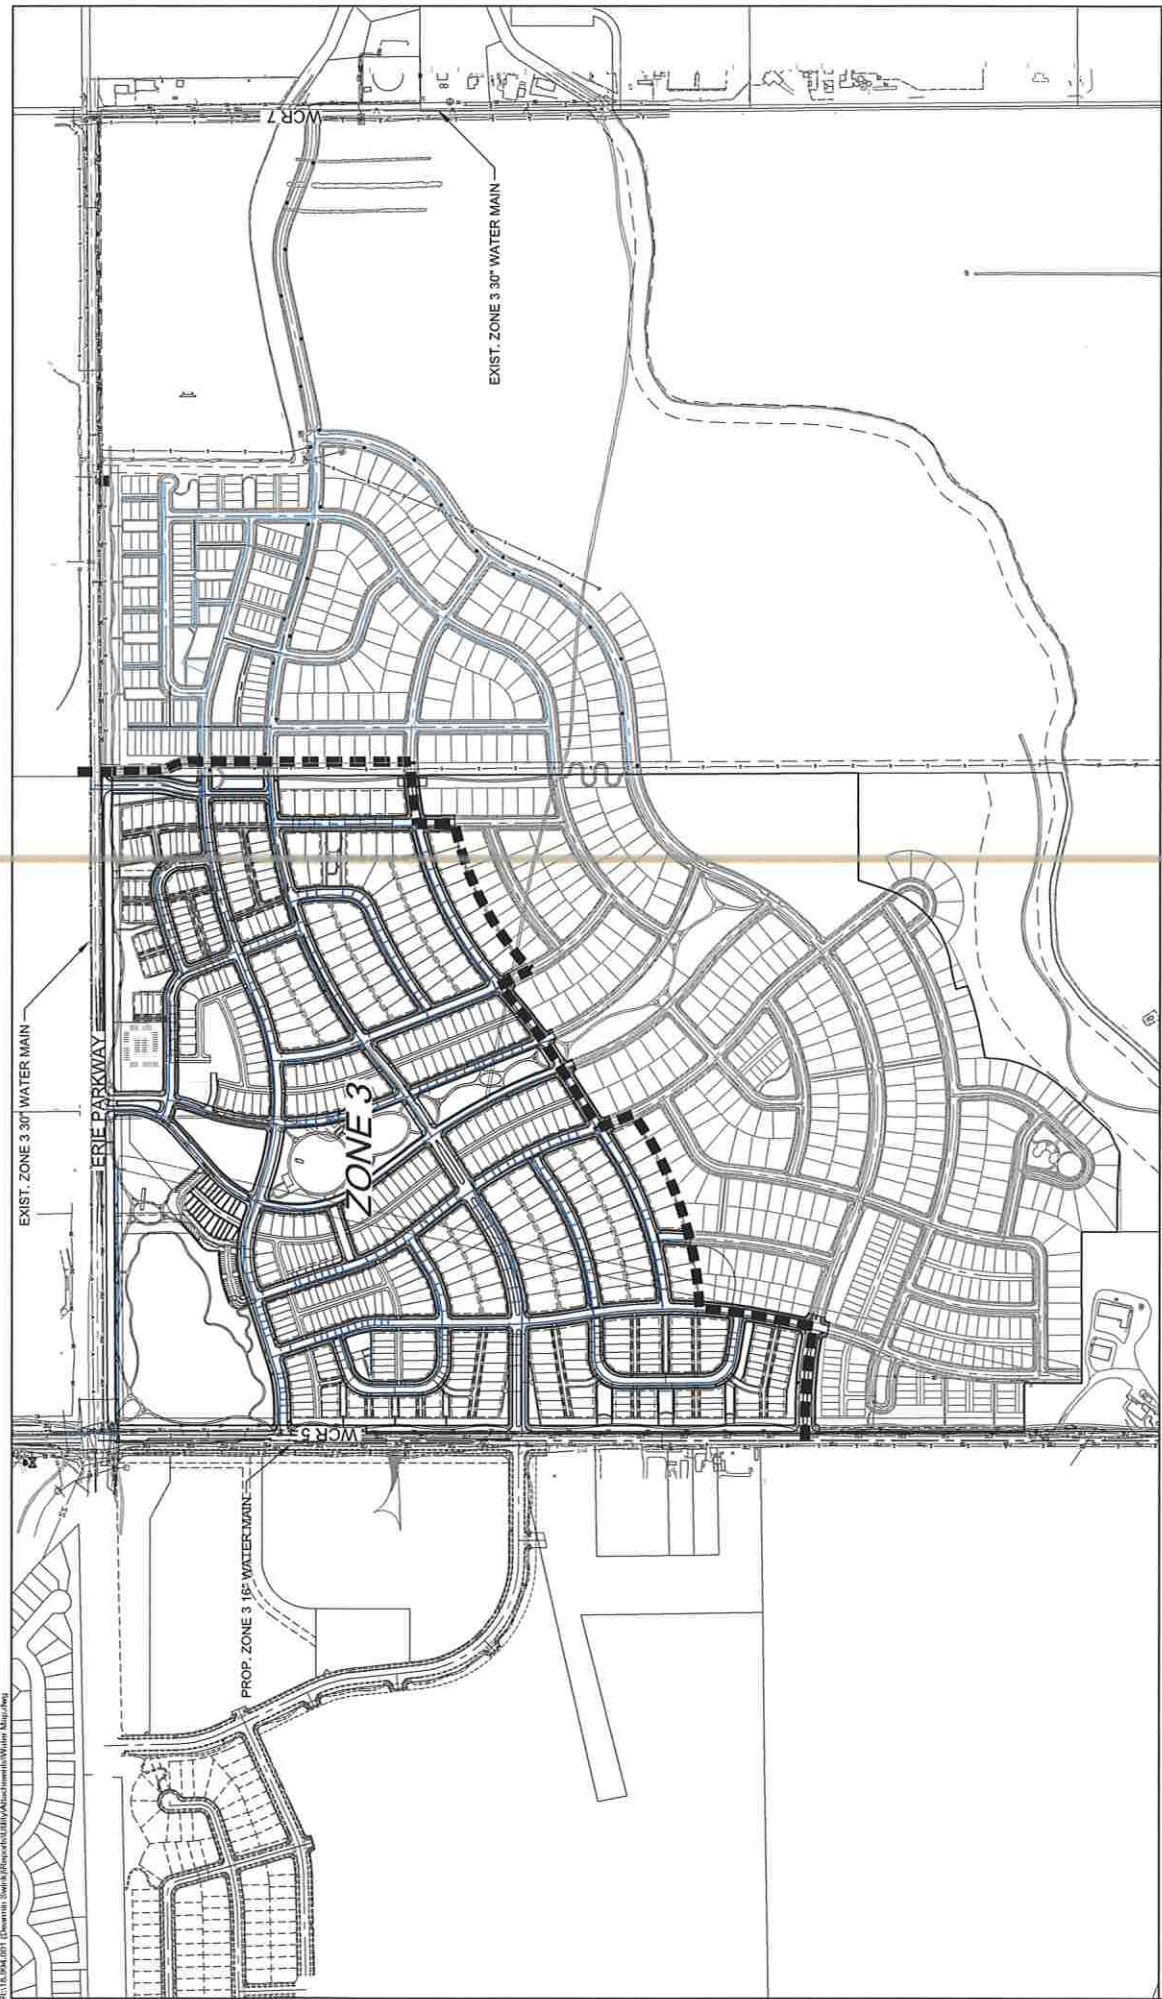 EXIST. ZONE 3 30" WATER MAIN
ERIE PARKWAY
WCR 7
EXIST. ZONE 3 30" WATER MAIN
ZONE 3
WCR 5
PROP. ZONE 3 16" WATER MAIN